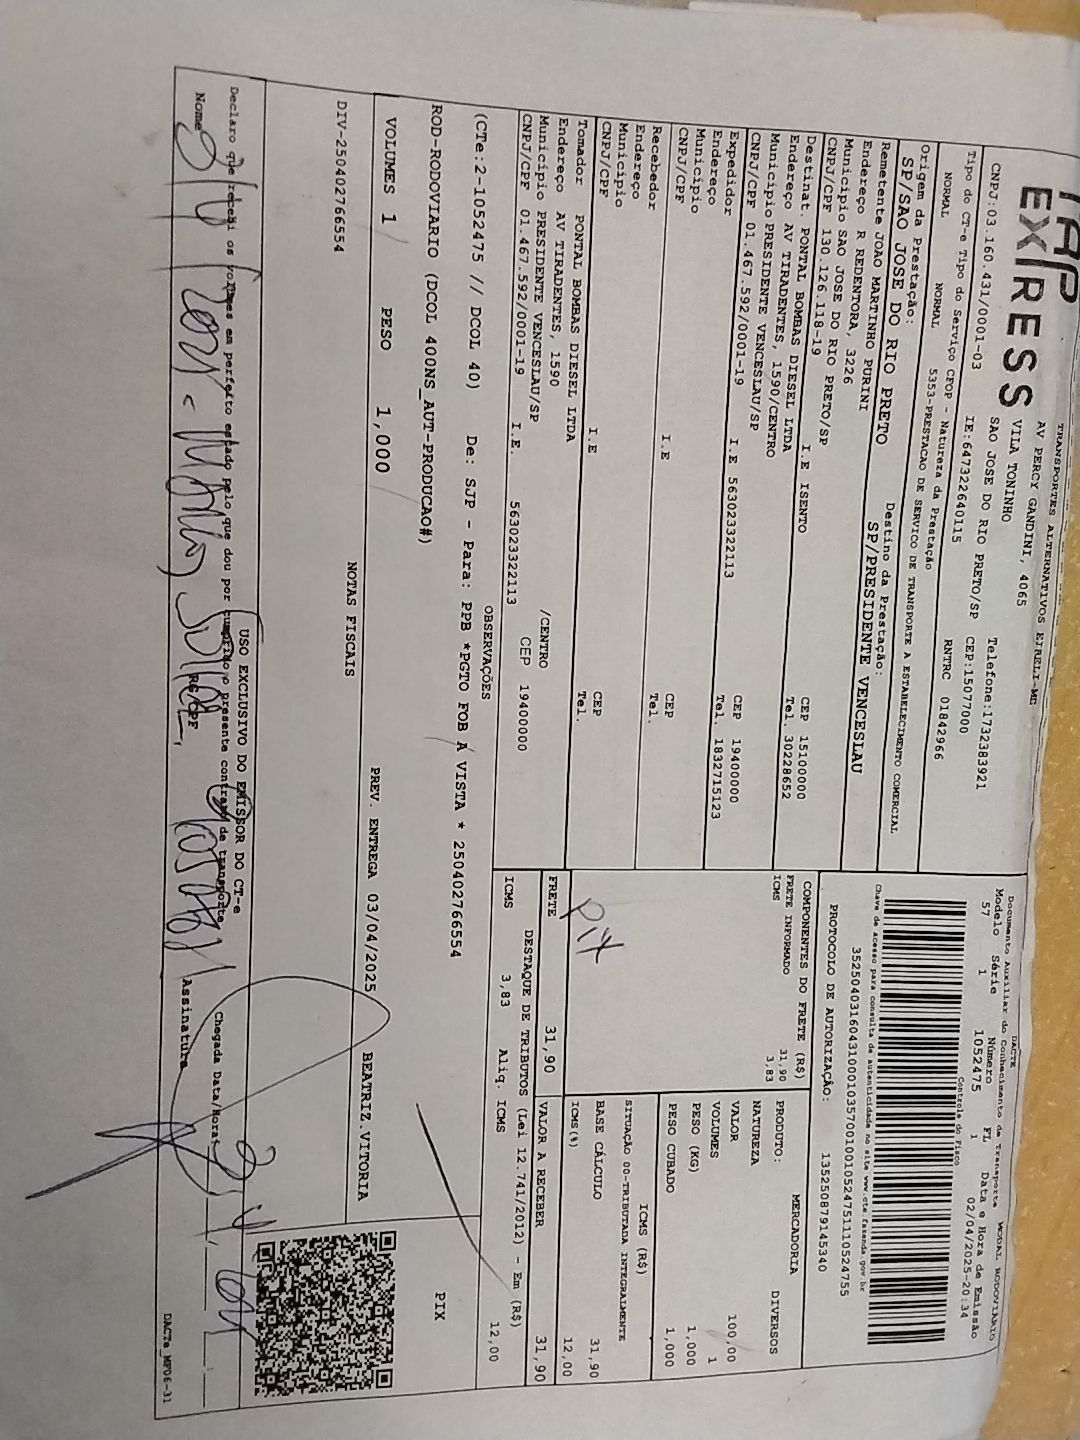 TAP
EXPRESS
TRANSPORTES ALTERNATIVOS EIRELI-ME
AV PERCY GANDINI, 4065
VILA TONINHO
SAO JOSE DO RIO PRETO/SP
CNPJ:03.160.431/0001-03
IE:647322640115
Telefone:1732383921
CEP:15077000
RNTRC 01842966
DACTE
Documento Auxiliar do Conhecimento de Transporte MODAL RODOVIARIO
Modelo Série Número FL Data e Hora de Emissão
57 1 1052475 1 02/04/2025-20:34
Controle do Fisco
Chave de acesso para consulta de autenticidade no site www.cte.fazenda.gov.br
35250403160431000103570010010524751110524755
PROTOCOLO DE AUTORIZAÇÃO: 135250879145340
Tipo do CT-e Tipo do Serviço CFOP - Natureza da Prestação
NORMAL NORMAL 5353-PRESTACAO DE SERVICO DE TRANSPORTE A ESTABELECIMENTO COMERCIAL
Origem da Prestação: Destino da Prestação:
SP/SAO JOSE DO RIO PRETO SP/PRESIDENTE VENCESLAU
Remetente JOAO MARTINHO PURINI
Endereço R REDENTORA, 3226
Município SAO JOSE DO RIO PRETO/SP CEP 15100000
CNPJ/CPF 130.126.118-19 I.E ISENTO Tel. 30228652
Destinat. PONTAL BOMBAS DIESEL LTDA
Endereço AV TIRADENTES, 1590/CENTRO
Município PRESIDENTE VENCESLAU/SP CEP 19400000
CNPJ/CPF 01.467.592/0001-19 I.E 563023322113 Tel. 1832715123
Expedidor
Endereço
Município CEP
CNPJ/CPF I.E Tel.
Recebedor
Endereço
Município CEP
CNPJ/CPF I.E Tel.
Tomador PONTAL BOMBAS DIESEL LTDA
Endereço AV TIRADENTES, 1590 /CENTRO
Município PRESIDENTE VENCESLAU/SP CEP 19400000
CNPJ/CPF 01.467.592/0001-19 I.E. 563023322113
COMPONENTES DO FRETE (R$)
FRETE INFORMADO 31,90
ICMS 3,83
pix
FRETE 31,90
MERCADORIA
PRODUTO: DIVERSOS
NATUREZA
VALOR 100,00
VOLUMES 1
PESO (KG) 1,000
PESO CUBADO 1,000
ICMS (R$)
SITUAÇÃO 00-TRIBUTADA INTEGRALMENTE
BASE CÁLCULO 31,90
ICMS(%) 12,00
VALOR A RECEBER 31,90
DESTAQUE DE TRIBUTOS (Lei 12.741/2012) - Em (R$)
ICMS 3,83 Aliq. ICMS 12,00
OBSERVAÇÕES
(CTe:2-1052475 // DCOL 40) De: SJP - Para: PPB *PGTO FOB A VISTA * 250402766554
ROD-RODOVIARIO (DCOL 400NS_AUT-PRODUCAO#)
PIX
VOLUMES 1 PESO 1,000 PREV. ENTREGA 03/04/2025 BEATRIZ.VITORIA
NOTAS FISCAIS
DIV-250402766554
USO EXCLUSIVO DO EMISSOR DO CT-e
Declaro que recebi os volumes em perfeito estado pelo que dou por cumprido o presente contrato de transporte
Chegada Data/Hora:
Nome RG/CPF Assinatura
DACTe_MP06-31